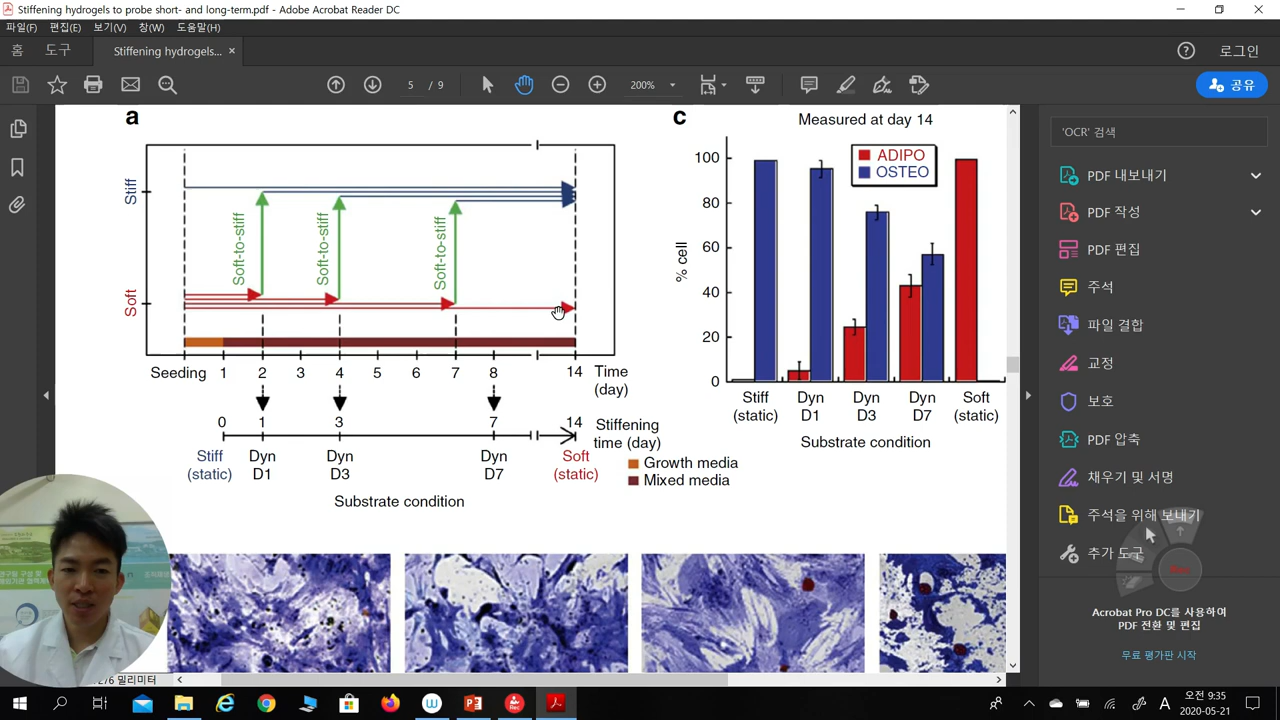 Stiffening hydrogels to probe short- and long-term.pdf - Adobe Acrobat Reader DC
파일(F) 편집(E) 보기(V) 창(W) 도움말(H)
홈 도구 Stiffening hydrogels... × 로그인
5 / 9 200% 공유
a
Stiff
Soft
Soft-to-stiff
Soft-to-stiff
Soft-to-stiff
Seeding 1 2 3 4 5 6 7 8 14 Time
(day)
0 1 3 7 14 Stiffening
time (day)
Stiff Dyn Dyn Dyn Soft
(static) D1 D3 D7 (static)
Growth media
Mixed media
Substrate condition
c
Measured at day 14
ADIPO
OSTEO
% cell
100
80
60
40
20
0
Stiff Dyn Dyn Dyn Soft
(static) D1 D3 D7 (static)
Substrate condition
'OCR' 검색
PDF 내보내기
PDF 작성
PDF 편집
주석
파일 결합
교정
보호
PDF 압축
채우기 및 서명
주석을 위해 보내기
추가 도구
Acrobat Pro DC를 사용하여
PDF 전환 및 편집
무료 평가판 시작
밀리미터
A 오전 9:35
2020-05-21